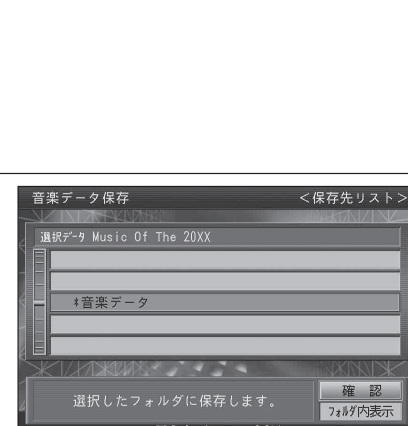 音楽データ保存 <保存先リスト>
選択ﾃﾞｰﾀ Music Of The 20XX
*音楽データ
選択したフォルダに保存します。
確 認
ﾌｫﾙﾀﾞ内表示